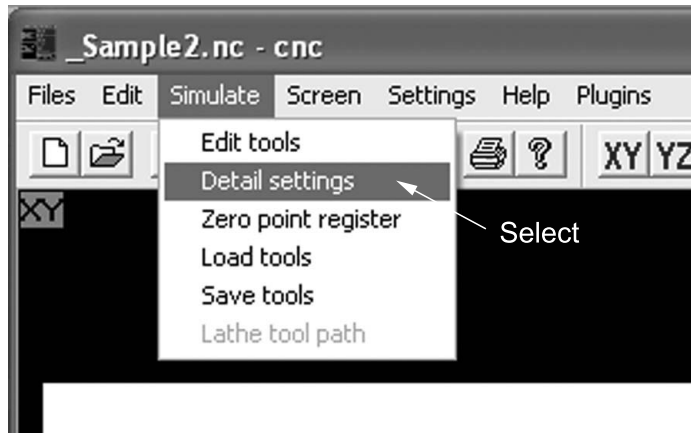 _Sample2.nc - cnc
Files Edit Simulate Screen Settings Help Plugins
XY YZ
XY
Edit tools
Detail settings
Zero point register
Load tools
Save tools
Lathe tool path
Select